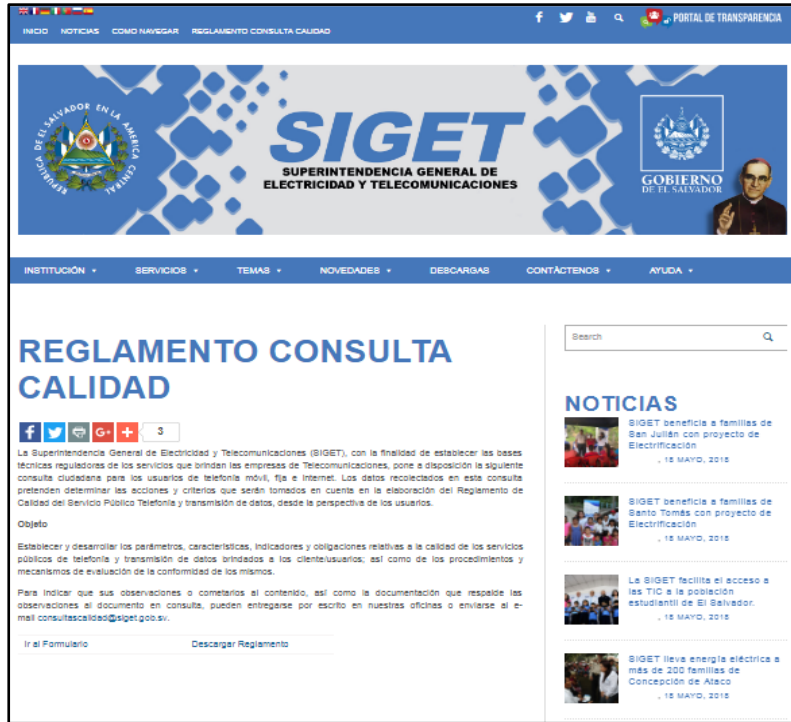 PORTAL DE TRANSPARENCIA
INICIO NOTICIAS COMO NAVEGAR REGLAMENTO CONSULTA CALIDAD
REPUBLICA DE EL SALVADOR EN LA AMERICA CENTRAL
SIGET
SUPERINTENDENCIA GENERAL DE
ELECTRICIDAD Y TELECOMUNICACIONES
GOBIERNO
DE EL SALVADOR
INSTITUCIÓN SERVICIOS TEMAS NOVEDADES DESCARGAS CONTÁCTENOS AYUDA
REGLAMENTO CONSULTA
CALIDAD
3
La Superintendencia General de Electricidad y Telecomunicaciones (SIGET), con la finalidad de establecer las bases
técnicas reguladoras de los servicios que brindan las empresas de Telecomunicaciones, pone a disposición la siguiente
consulta ciudadana para los usuarios de telefonía móvil, fija e Internet. Los datos recolectados en esta consulta
pretenden determinar las acciones y criterios que serán tomados en cuenta en la elaboración del Reglamento de
Calidad del Servicio Público Telefonía y transmisión de datos, desde la perspectiva de los usuarios.
Objeto
Establecer y desarrollar los parámetros, características, indicadores y obligaciones relativas a la calidad de los servicios
públicos de telefonía y transmisión de datos brindados a los cliente/usuarios; así como de los procedimientos y
mecanismos de evaluación de la conformidad de los mismos.
Para indicar que sus observaciones o cometarios al contenido, así como la documentación que respalde las
observaciones al documento en consulta, pueden entregarse por escrito en nuestras oficinas o enviarse al e-
mail consultascalidad@siget.gob.sv.
Ir al Formulario Descargar Reglamento
Search
NOTICIAS
SIGET beneficia a familias de
San Julián con proyecto de
Electrificación
, 18 MAYO, 2018
SIGET beneficia a familias de
Santo Tomás con proyecto de
Electrificación
, 18 MAYO, 2018
La SIGET facilita el acceso a
las TIC a la población
estudiantil de El Salvador.
, 18 MAYO, 2018
SIGET lleva energía eléctrica a
más de 200 familias de
Concepción de Ataco
, 18 MAYO, 2018